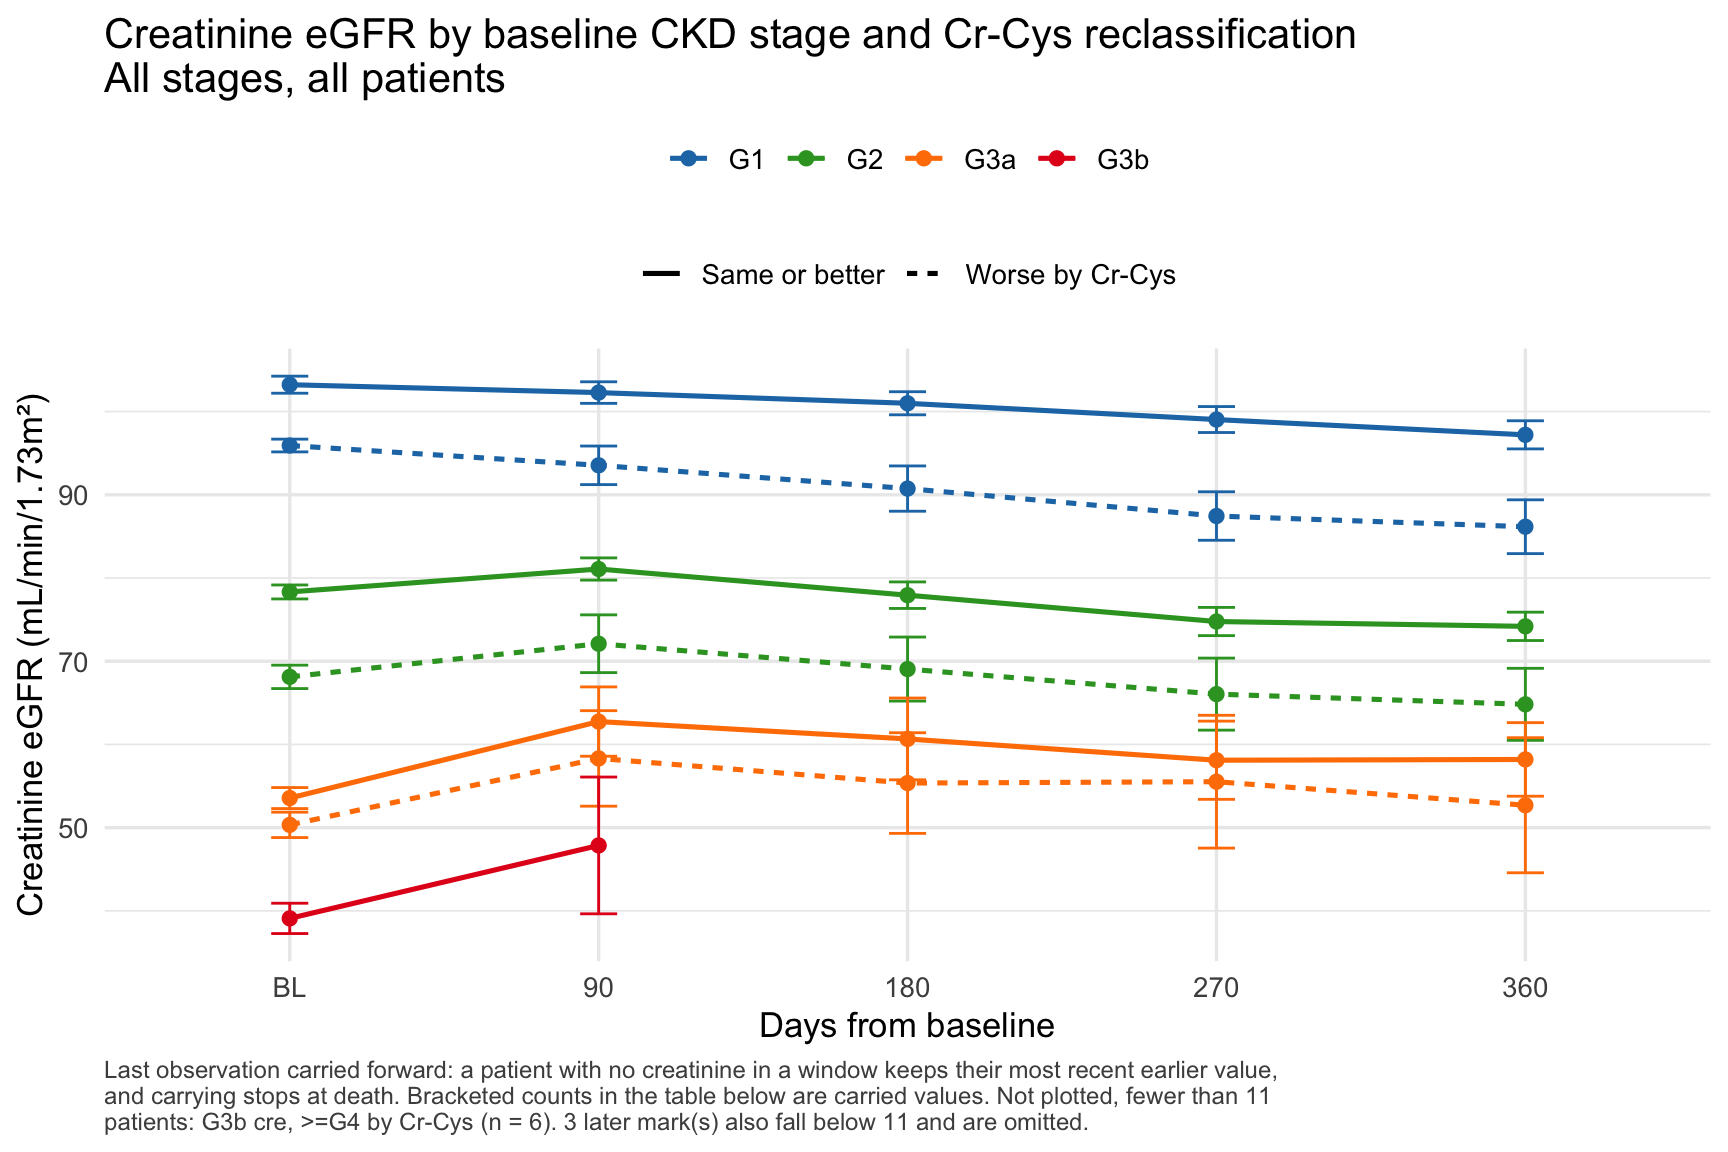 Creatinine eGFR by baseline CKD stage and Cr-Cys reclassification
All stages, all patients
G1 G2 G3a G3b
Same or better Worse by Cr-Cys
Creatinine eGFR (mL/min/1.73m²)
90
70
50
BL 90 180 270 360
Days from baseline
Last observation carried forward: a patient with no creatinine in a window keeps their most recent earlier value,
and carrying stops at death. Bracketed counts in the table below are carried values. Not plotted, fewer than 11
patients: G3b cre, >=G4 by Cr-Cys (n = 6). 3 later mark(s) also fall below 11 and are omitted.